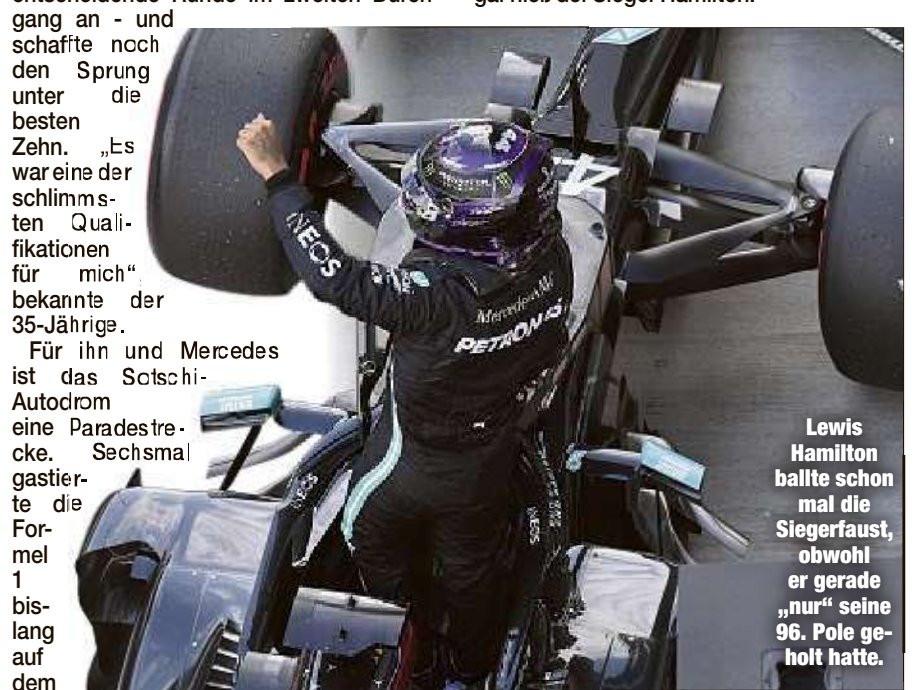 gang an - und
schaffte noch
den Sprung
unter die
besten
Zehn. „Es
war eine der
schlimms-
ten Quali-
fikationen
für mich“,
bekannte der
35-Jährige.
Für ihn und Mercedes
ist das Sotschi-
Autodrom
eine Paradestre-
cke. Sechsmal
gastier-
te die
For-
mel
1
bis-
lang
auf
dem
INEOS
44
Mercedes-AMG
PETRONAS
INEOS
Lewis
Hamilton
ballte schon
mal die
Siegerfaust,
obwohl
er gerade
„nur“ seine
96. Pole ge-
holt hatte.